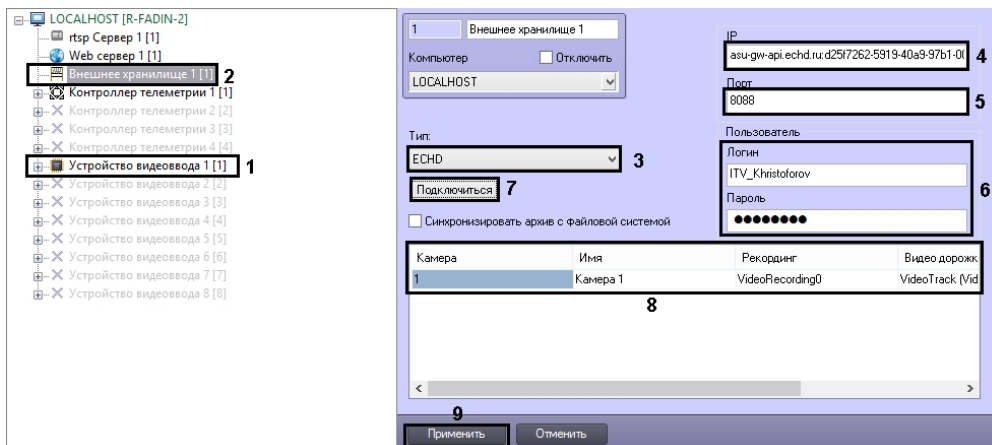 LOCALHOST [R-FADIN-2]
rtsp Сервер 1 [1]
Web сервер 1 [1]
Внешнее хранилище 1 [1] 2
Контроллер телеметрии 1 [1]
Контроллер телеметрии 2 [2]
Контроллер телеметрии 3 [3]
Контроллер телеметрии 4 [4]
Устройство видеоввода 1 [1] 1
Устройство видеоввода 2 [2]
Устройство видеоввода 3 [3]
Устройство видеоввода 4 [4]
Устройство видеоввода 5 [5]
Устройство видеоввода 6 [6]
Устройство видеоввода 7 [7]
Устройство видеоввода 8 [8]
1 Внешнее хранилище 1
Компьютер Отключить
LOCALHOST
IP
asu-gw-api.echd.ru:d25f7262-5919-40a9-97b1-0( 4
Порт
8088 5
Тип:
ECHD 3
Подключиться 7
Синхронизировать архив с файловой системой
Пользователь
Логин
ITV_Khristoforov
6
Пароль
●●●●●●●●
Камера Имя Рекординг Видео дорожк
1 Камера 1 VideoRecording0 VideoTrack (Vid
8
9
Применить Отменить